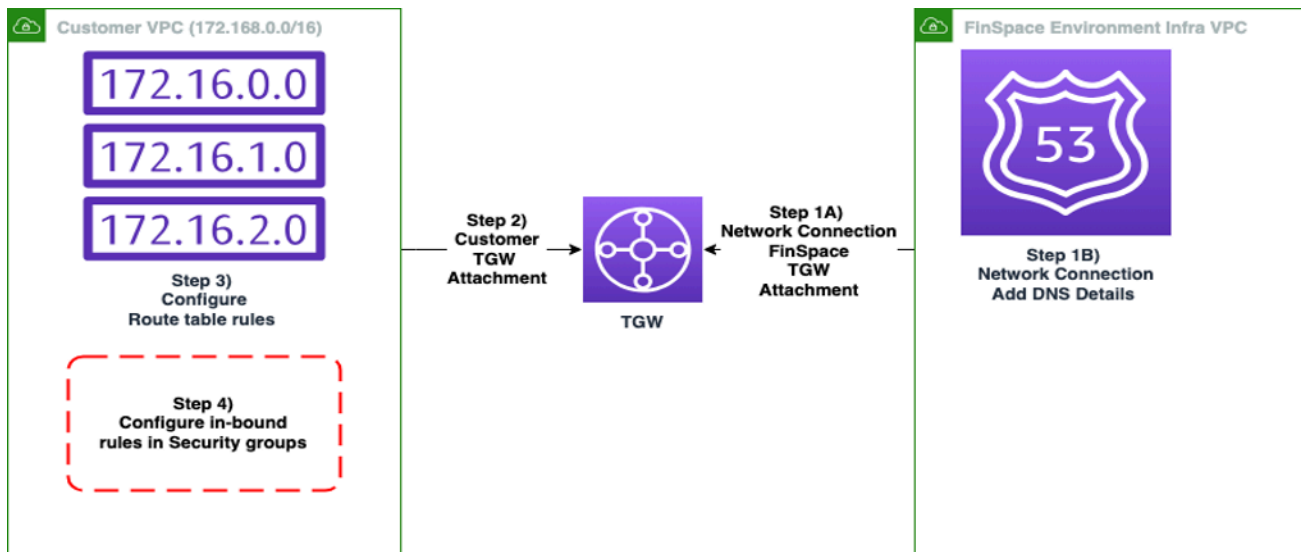 Customer VPC (172.168.0.0/16)
172.16.0.0
172.16.1.0
172.16.2.0
Step 3)
Configure
Route table rules
Step 4)
Configure in-bound
rules in Security groups
Step 2)
Customer
TGW
Attachment
TGW
Step 1A)
Network Connection
FinSpace
TGW
Attachment
FinSpace Environment Infra VPC
53
Step 1B)
Network Connection
Add DNS Details